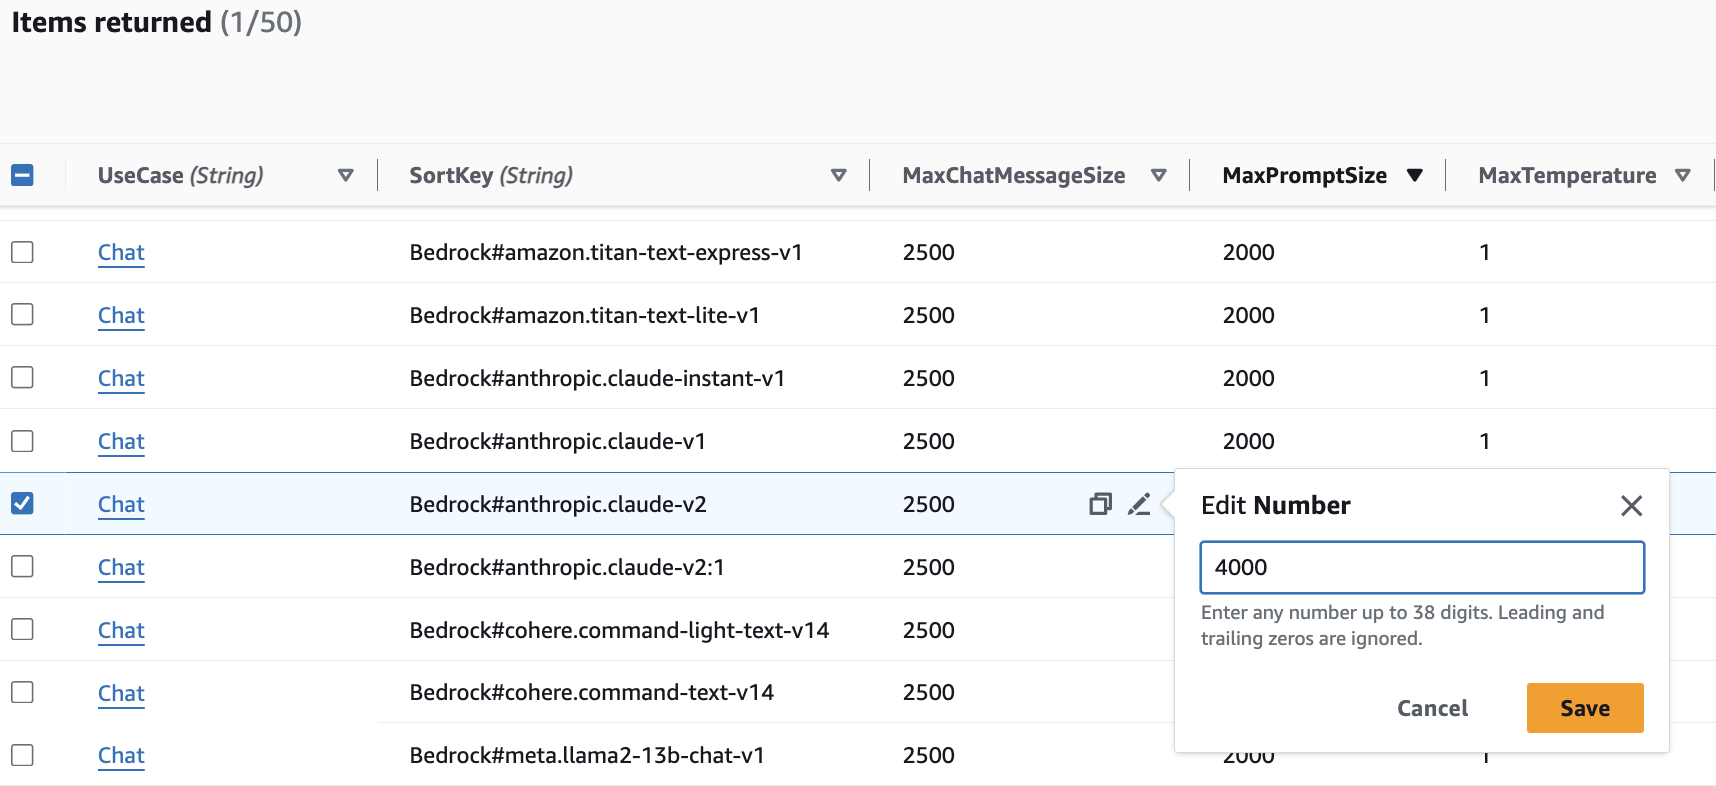 Items returned (1/50)
UseCase (String) SortKey (String) MaxChatMessageSize MaxPromptSize MaxTemperature
Chat Bedrock#amazon.titan-text-express-v1 2500 2000 1
Chat Bedrock#amazon.titan-text-lite-v1 2500 2000 1
Chat Bedrock#anthropic.claude-instant-v1 2500 2000 1
Chat Bedrock#anthropic.claude-v1 2500 2000 1
Chat Bedrock#anthropic.claude-v2 2500
Edit Number
4000
Enter any number up to 38 digits. Leading and
trailing zeros are ignored.
Cancel Save
Chat Bedrock#anthropic.claude-v2:1 2500
Chat Bedrock#cohere.command-light-text-v14 2500
Chat Bedrock#cohere.command-text-v14 2500
Chat Bedrock#meta.llama2-13b-chat-v1 2500 2000 1